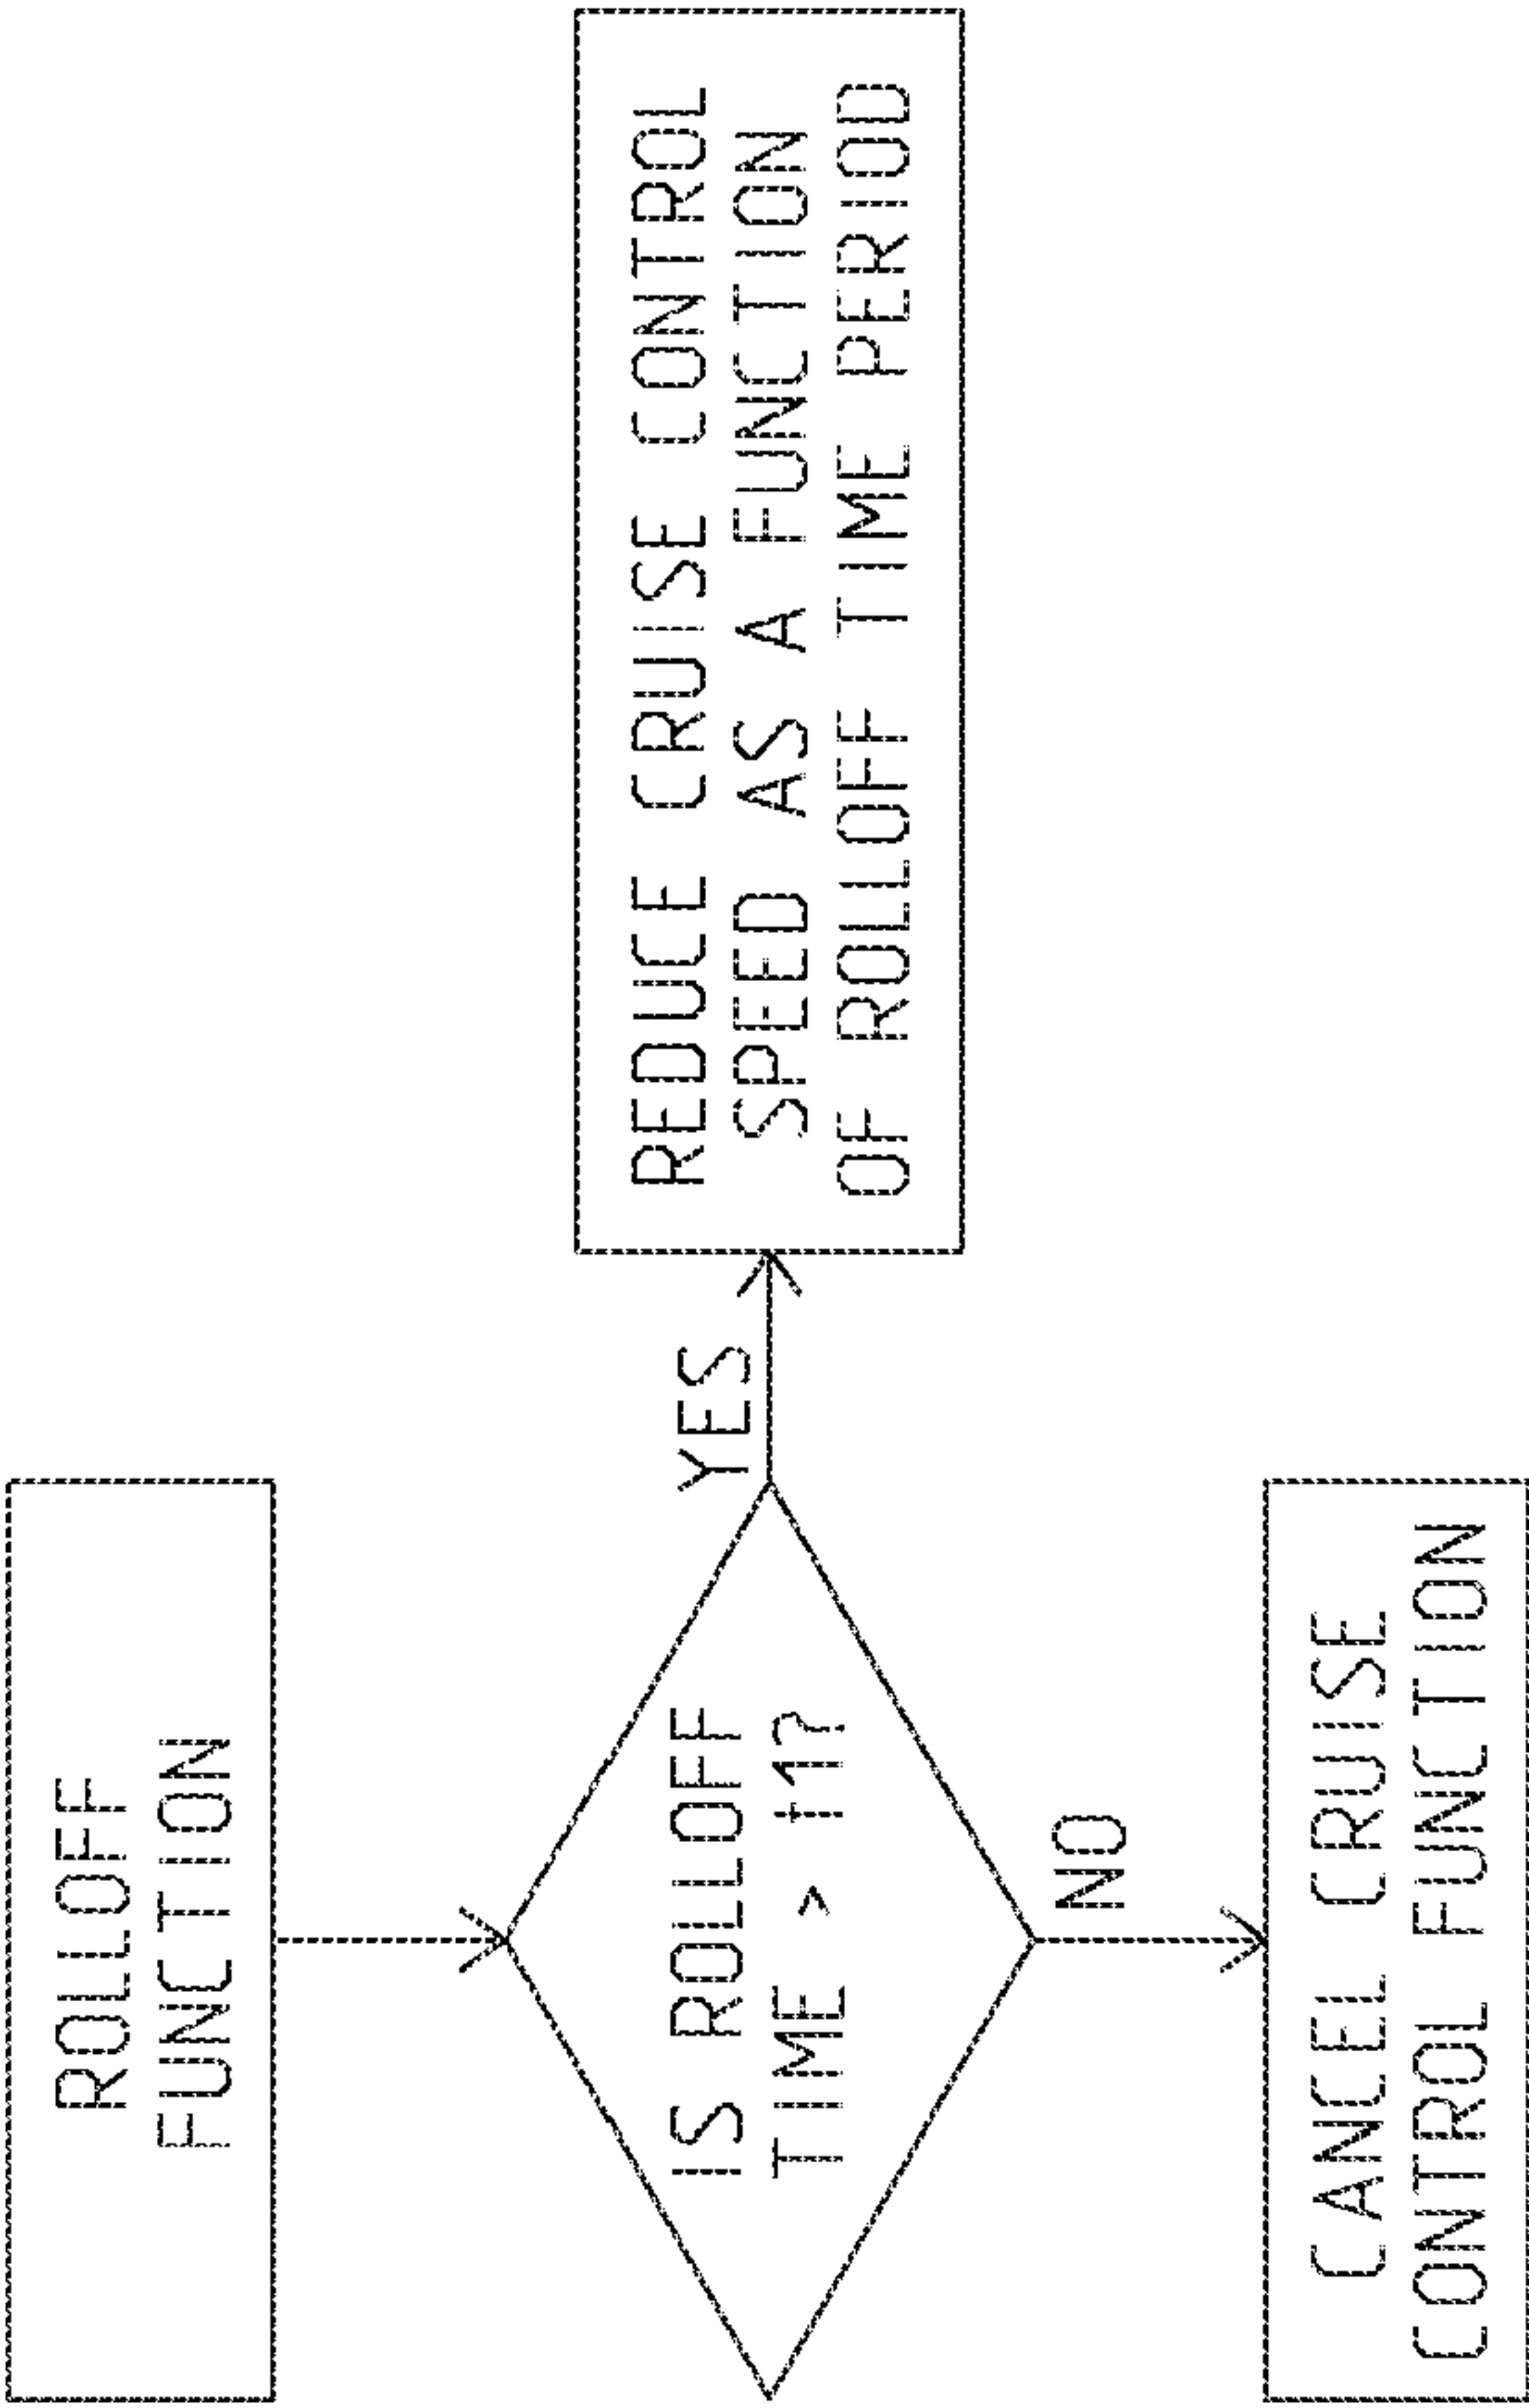 ROLLOFF
FUNCTION
IS ROLLOFF
TIME > t1?
YES
REDUCE CRUISE CONTROL
SPEED AS A FUNCTION
OF ROLLOFF TIME PERIOD
NO
CANCEL CRUISE
CONTROL FUNCTION